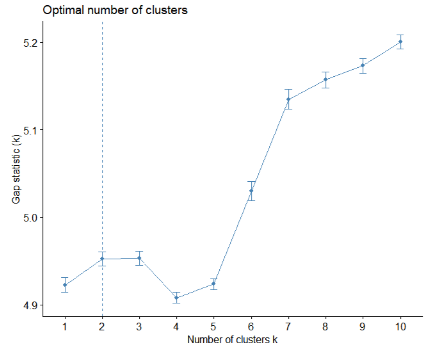 Optimal number of clusters
Gap statistic (k)
5.2
5.1
5.0
4.9
1 2 3 4 5 6 7 8 9 10
Number of clusters k